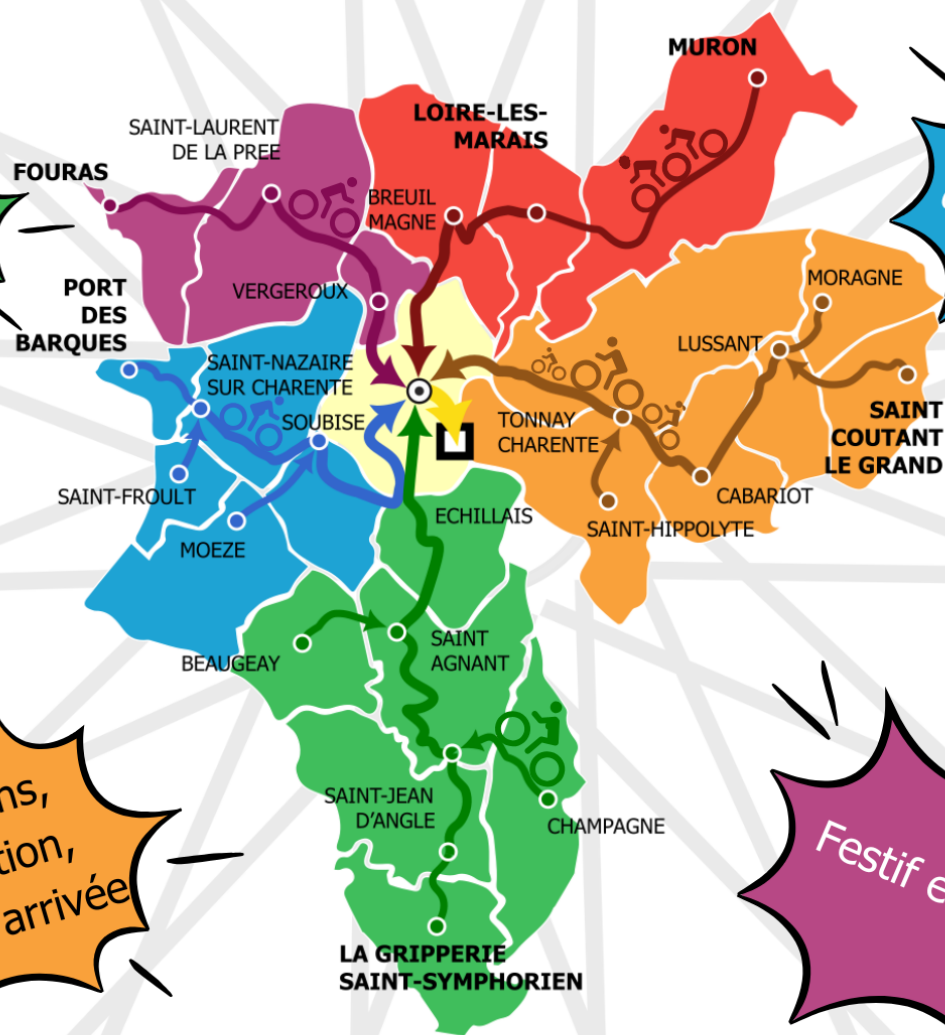 MURON
LOIRE-LES-
MARAIS
SAINT-LAURENT
DE LA PREE
FOURAS
BREUIL
MAGNE
PORT
DES
BARQUES
VERGEROUX
MORAGNE
LUSSANT
SAINT-NAZAIRE
SUR CHARENTE
SOUBISE
TONNAY
CHARENTE
SAINT
COUTANT
LE GRAND
SAINT-FROULT
CABARIOT
ECHILLAIS
SAINT-HIPPOLYTE
MOEZE
SAINT
AGNANT
BEAUGEAY
SAINT-JEAN
D'ANGLE
CHAMPAGNE
ns,
tion,
arrivée
Festif e
LA GRIPPERIE
SAINT-SYMPHORIEN